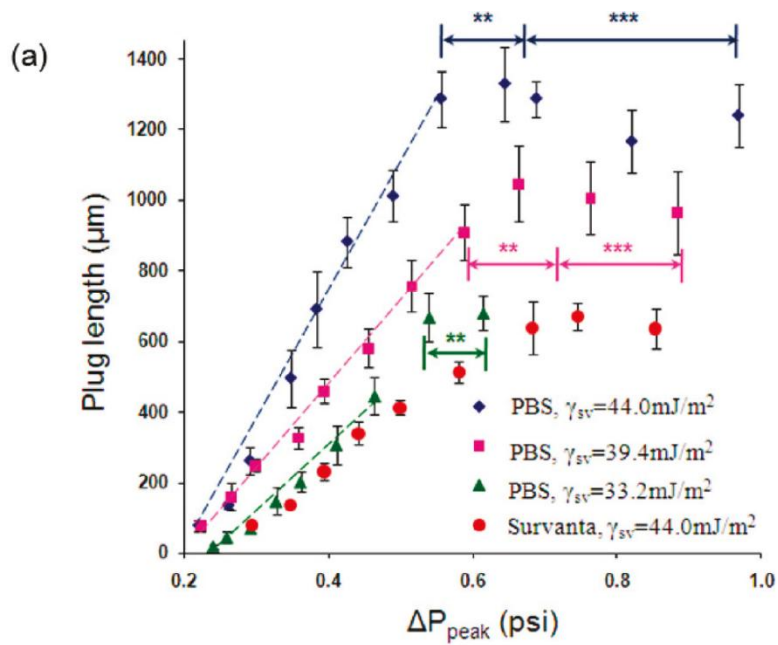 (a)
** ***
1400
1200
1000
800
600
400
200
0
Plug length (μm)
** ***
**
PBS, γsv=44.0mJ/m²
PBS, γsv=39.4mJ/m²
PBS, γsv=33.2mJ/m²
Survanta, γsv=44.0mJ/m²
0.2 0.4 0.6 0.8 1.0
ΔPpeak (psi)